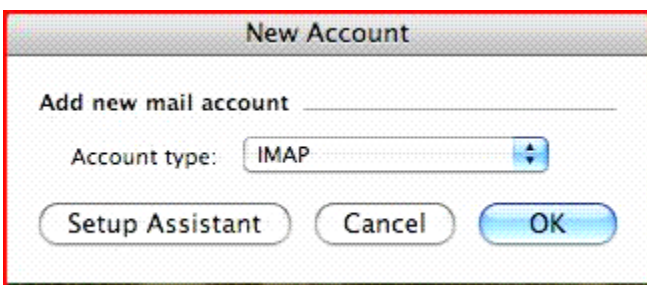 New Account
Add new mail account
Account type: IMAP
Setup Assistant Cancel OK